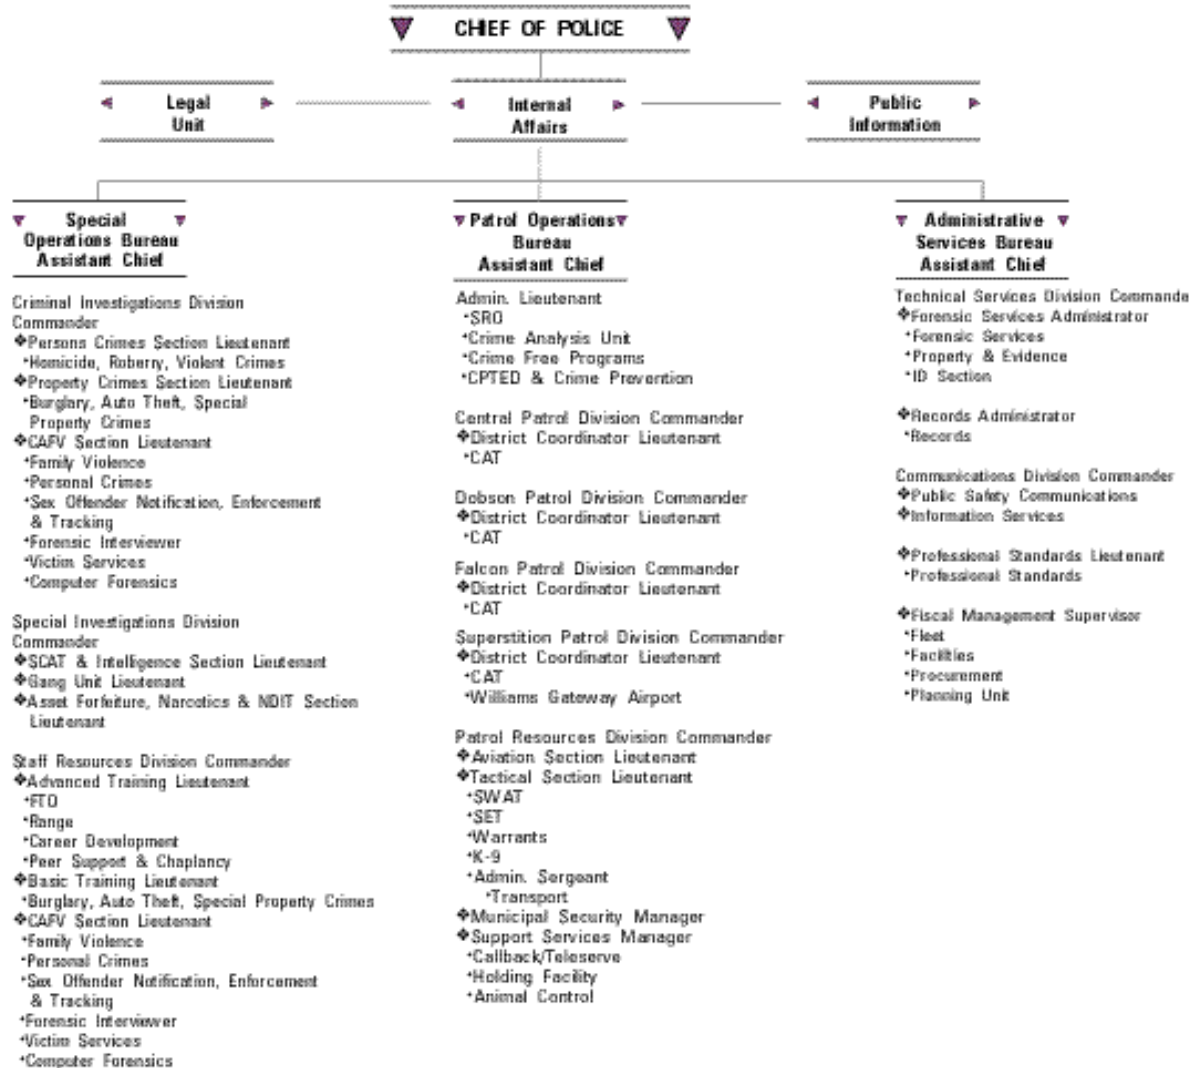 CHIEF OF POLICE
Legal
Unit
Internal
Affairs
Public
Information
Special
Operations Bureau
Assistant Chief
Criminal Investigations Division
Commander
❖Persons Crimes Section Lieutenant
•Homicide, Roberry, Violent Crimes
❖Property Crimes Section Lieutenant
•Burglary, Auto Theft, Special
Property Crimes
❖CAFV Section Lieutenant
•Family Violence
•Personal Crimes
•Sex Offender Notification, Enforcement
& Tracking
•Forensic Interviewer
•Victim Services
•Computer Forensics
Special Investigations Division
Commander
❖SCAT & Intelligence Section Lieutenant
❖Gang Unit Lieutenant
❖Asset Forfeiture, Narcotics & NDIT Section
Lieutenant
Staff Resources Division Commander
❖Advanced Training Lieutenant
•FTO
•Range
•Career Development
•Peer Support & Chaplancy
❖Basic Training Lieutenant
•Burglary, Auto Theft, Special Property Crimes
❖CAFV Section Lieutenant
•Family Violence
•Personal Crimes
•Sex Offender Notification, Enforcement
& Tracking
•Forensic Interviewer
•Victim Services
•Computer Forensics
Patrol Operations
Bureau
Assistant Chief
Admin. Lieutenant
•SRO
•Crime Analysis Unit
•Crime Free Programs
•CPTED & Crime Prevention
Central Patrol Division Commander
❖District Coordinator Lieutenant
•CAT
Dobson Patrol Division Commander
❖District Coordinator Lieutenant
•CAT
Falcon Patrol Division Commander
❖District Coordinator Lieutenant
•CAT
Superstition Patrol Division Commander
❖District Coordinator Lieutenant
•CAT
•Williams Gateway Airport
Patrol Resources Division Commander
❖Aviation Section Lieutenant
❖Tactical Section Lieutenant
•SWAT
•SET
•Warrants
•K-9
•Admin. Sergeant
•Transport
❖Municipal Security Manager
❖Support Services Manager
•Callback/Teleserve
•Holding Facility
•Animal Control
Administrative
Services Bureau
Assistant Chief
Technical Services Division Commande
❖Forensic Services Administrator
•Forensic Services
•Property & Evidence
•ID Section
❖Records Administrator
•Records
Communications Division Commander
❖Public Safety Communications
❖Information Services
❖Professional Standards Lieutenant
•Professional Standards
❖Fiscal Management Supervisor
•Fleet
•Facilities
•Procurement
•Planning Unit